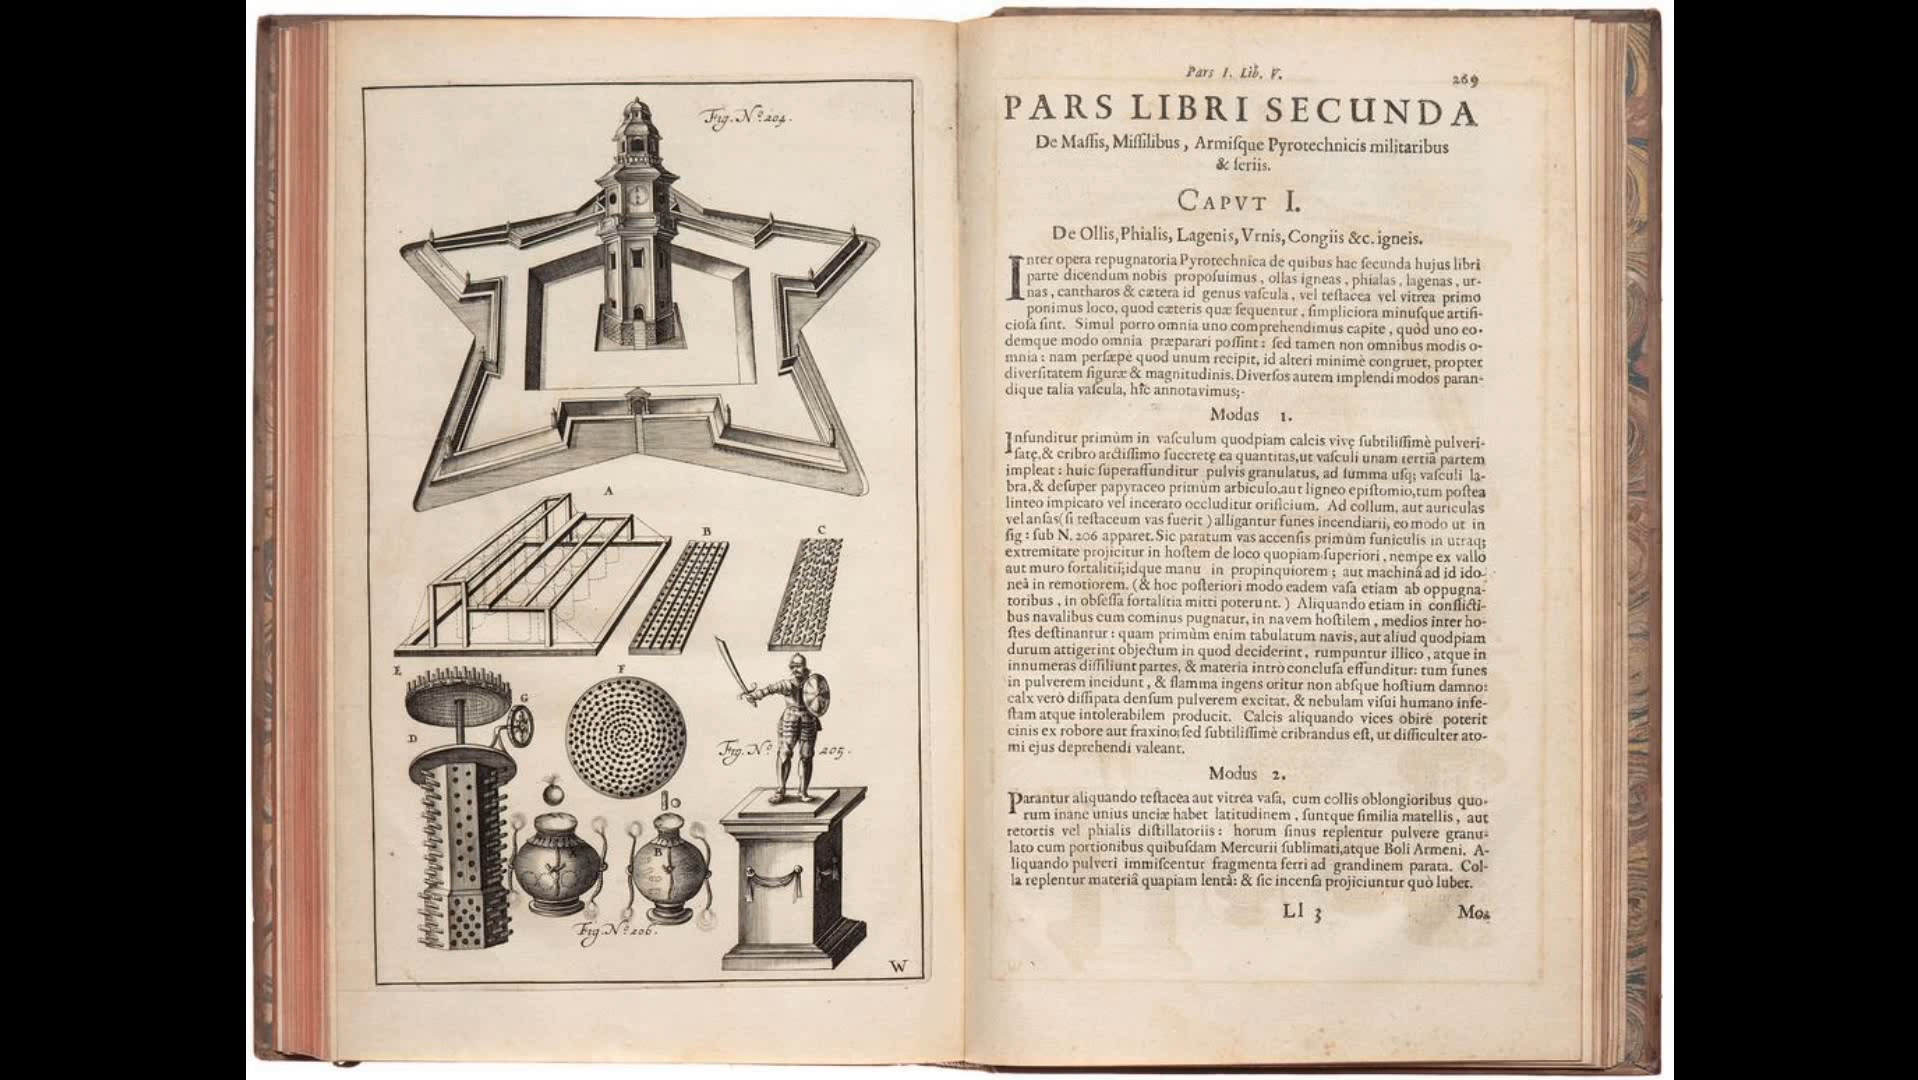 Fig. Nº 204.
A
B
C
E
F
G
D
Fig. Nº 205.
B
Fig. Nº 206.
W
Pars I. Lib. V.
269
PARS LIBRI SECUNDA
De Maſſis, Miſſilibus, Armiſque Pyrotechnicis militaribus
& ſeriis.
CAPVT I.
De Ollis, Phialis, Lagenis, Vrnis, Congiis &c. igneis.
Inter opera repugnatoria Pyrotechnica de quibus hac ſecunda hujus libri
parte dicendum nobis propoſuimus, ollas igneas, phialas, lagenas, ur-
nas, cantharos & cætera id genus vaſcula, vel teſtacea vel vitrea primo
ponimus loco, quod cæteris quæ ſequentur, ſimpliciora minuſque artifi-
cioſa ſint. Simul porro omnia uno comprehendimus capite, quòd uno eo-
demque modo omnia præparari poſſint: ſed tamen non omnibus modis o-
mnia: nam perſæpe quod unum recipit, id alteri minimè congruet, propter
diverſitatem figuræ & magnitudinis. Diverſos autem implendi modos paran-
dique talia vaſcula, hîc annotavimus;
Modus 1.
Infunditur primùm in vaſculum quodpiam calcis vivę ſubtiliſſimè pulveri-
ſatę, & cribro arctiſſimo ſuccretę ea quantitas, ut vaſculi unam tertiã partem
impleat: huic ſuperaffunditur pulvis granulatus, ad ſumma uſq; vaſculi la-
bra, & deſuper papyraceo primùm arbiculo, aut ligneo epiſtomio, tum poſtea
linteo impicato vel incerato occluditur orificium. Ad collum, aut auriculas
vel anſas (ſi teſtaceum vas fuerit) alligantur funes incendiarii, eo modo ut in
fig: ſub N. 206 apparet. Sic paratum vas accenſis primùm funiculis in utraq;
extremitate projicitur in hoſtem de loco quopiam ſuperiori, nempe ex vallo
aut muro fortalitii; idque manu in propinquiorem; aut machinâ ad id ido-
neâ in remotiorem. (& hoc poſteriori modo eadem vaſa etiam ab oppugna-
toribus, in obſeſſa fortalitia mitti poterunt.) Aliquando etiam in conflicti-
bus navalibus cum cominus pugnatur, in navem hoſtilem, medios inter ho-
ſtes deſtinantur: quam primùm enim tabulatum navis, aut aliud quodpiam
durum attigerint objectum in quod deciderint, rumpuntur illico, atque in
innumeras diſſiliunt partes, & materia intrò concluſa effunditur: tum funes
in pulverem incidunt, & flamma ingens oritur non abſque hoſtium damno:
calx verò diſſipata denſum pulverem excitat, & nebulam viſui humano infe-
ſtam atque intolerabilem producit. Calcis aliquando vices obire poterit
cinis ex robore aut fraxino; ſed ſubtiliſſimè cribrandus eſt, ut difficulter ato-
mi ejus deprehendi valeant.
Modus 2.
Parantur aliquando teſtacea aut vitrea vaſa, cum collis oblongioribus quo-
rum inane unius unciæ habet latitudinem, ſuntque ſimilia matellis, aut
retortis vel phialis diſtillatoriis: horum ſinus replentur pulvere granu-
lato cum portionibus quibuſdam Mercurii ſublimati, atque Boli Armeni. A-
liquando pulveri immiſcentur fragmenta ferri ad grandinem parata. Col-
la replentur materiâ quapiam lentâ: & ſic incenſa projiciuntur quò lubet.
Ll 3
Mo-